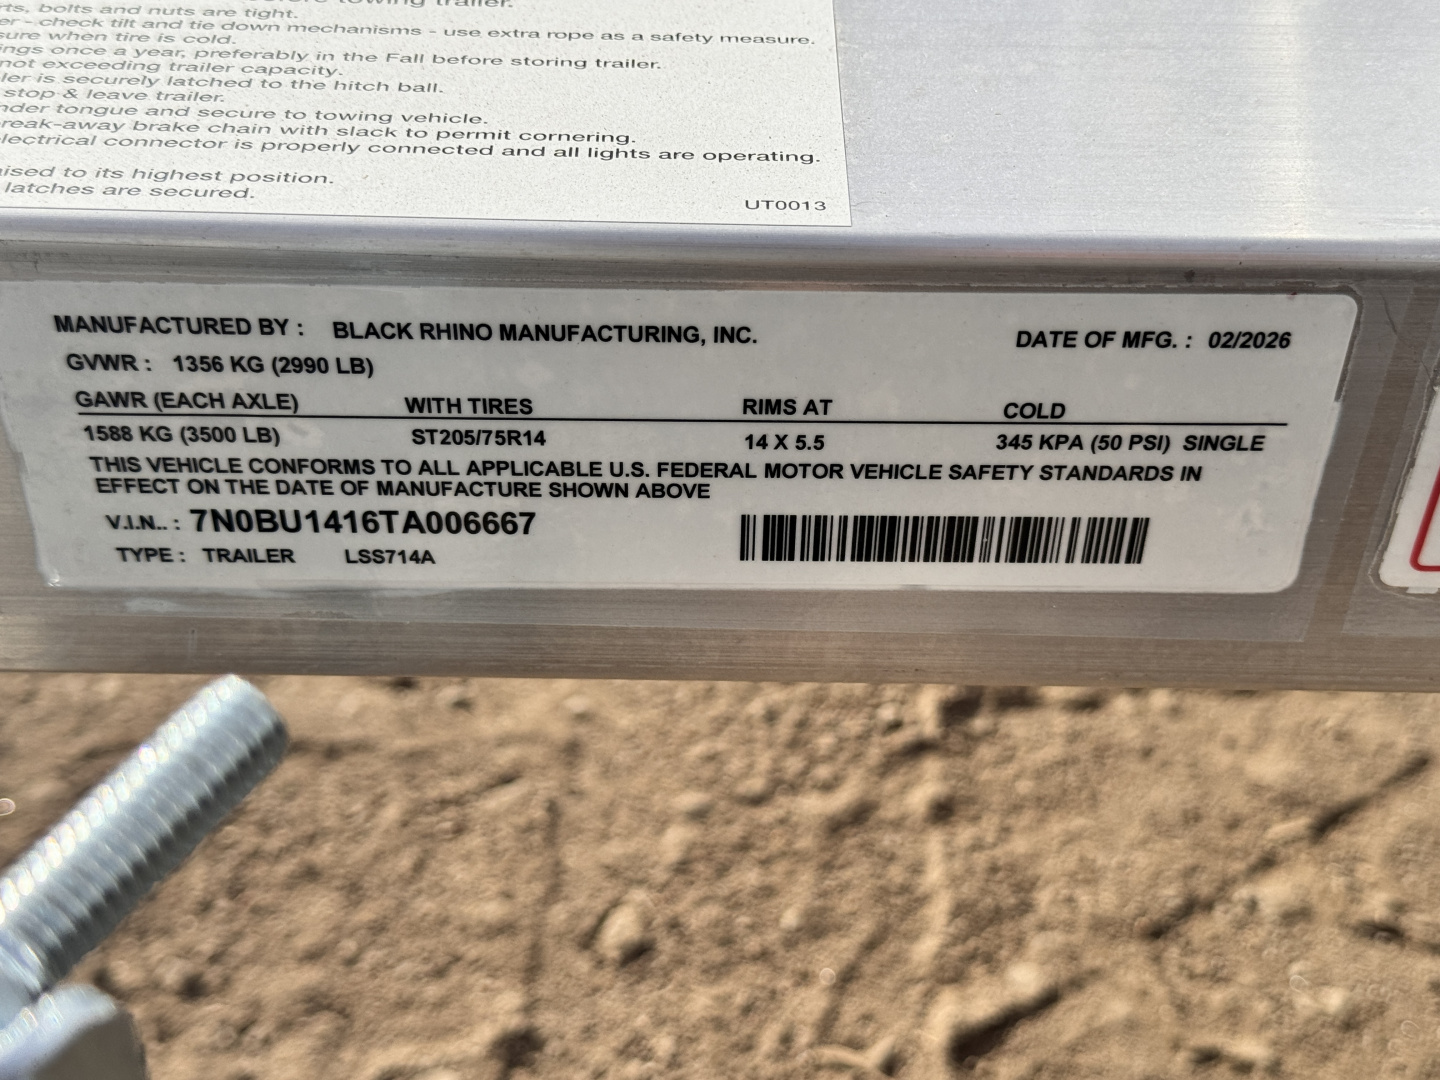 towing trailer.
rts, bolts and nuts are tight.
er - check tilt and tie down mechanisms - use extra rope as a safety measure.
sure when tire is cold.
ings once a year, preferably in the Fall before storing trailer.
not exceeding trailer capacity.
ler is securely latched to the hitch ball.
stop & leave trailer.
nder tongue and secure to towing vehicle.
reak-away brake chain with slack to permit cornering.
lectrical connector is properly connected and all lights are operating.
ised to its highest position.
latches are secured.
UT0013
MANUFACTURED BY : BLACK RHINO MANUFACTURING, INC. DATE OF MFG. : 02/2026
GVWR : 1356 KG (2990 LB)
GAWR (EACH AXLE) WITH TIRES RIMS AT COLD
1588 KG (3500 LB) ST205/75R14 14 X 5.5 345 KPA (50 PSI) SINGLE
THIS VEHICLE CONFORMS TO ALL APPLICABLE U.S. FEDERAL MOTOR VEHICLE SAFETY STANDARDS IN
EFFECT ON THE DATE OF MANUFACTURE SHOWN ABOVE
V.I.N.. : 7N0BU1416TA006667
TYPE : TRAILER LSS714A